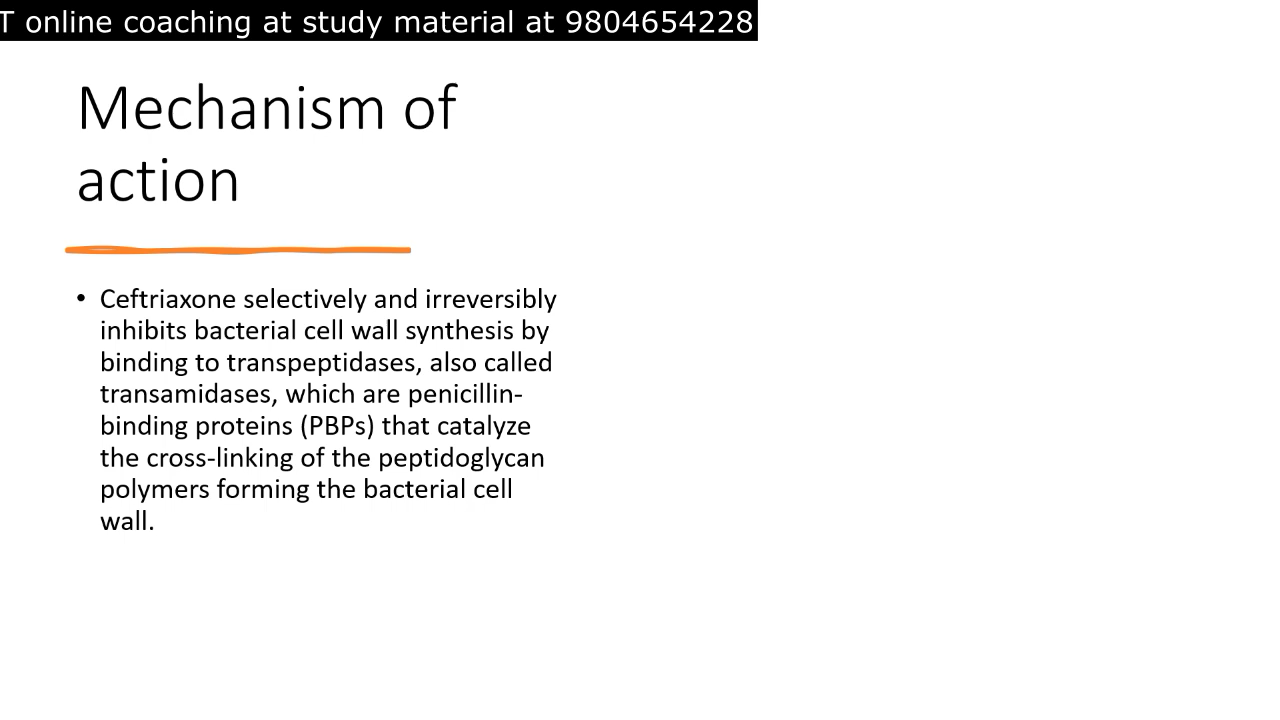 T online coaching at study material at 9804654228
Mechanism of
action
• Ceftriaxone selectively and irreversibly
inhibits bacterial cell wall synthesis by
binding to transpeptidases, also called
transamidases, which are penicillin-
binding proteins (PBPs) that catalyze
the cross-linking of the peptidoglycan
polymers forming the bacterial cell
wall.